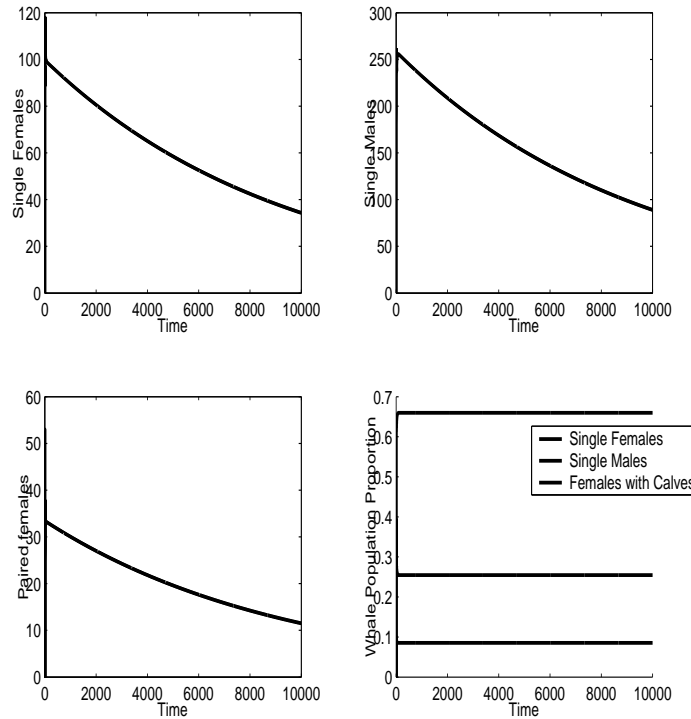 120
100
80
60
40
20
0
Single Females
0 2000 4000 6000 8000 10000
Time
300
250
200
150
100
50
0
Single Males
0 2000 4000 6000 8000 10000
Time
60
50
40
30
20
10
0
Paired females
0 2000 4000 6000 8000 10000
Time
0.7
0.6
0.5
0.4
0.3
0.2
0.1
0
Whale Population Proportion
Single Females
Single Males
Females with Calves
0 2000 4000 6000 8000 10000
Time